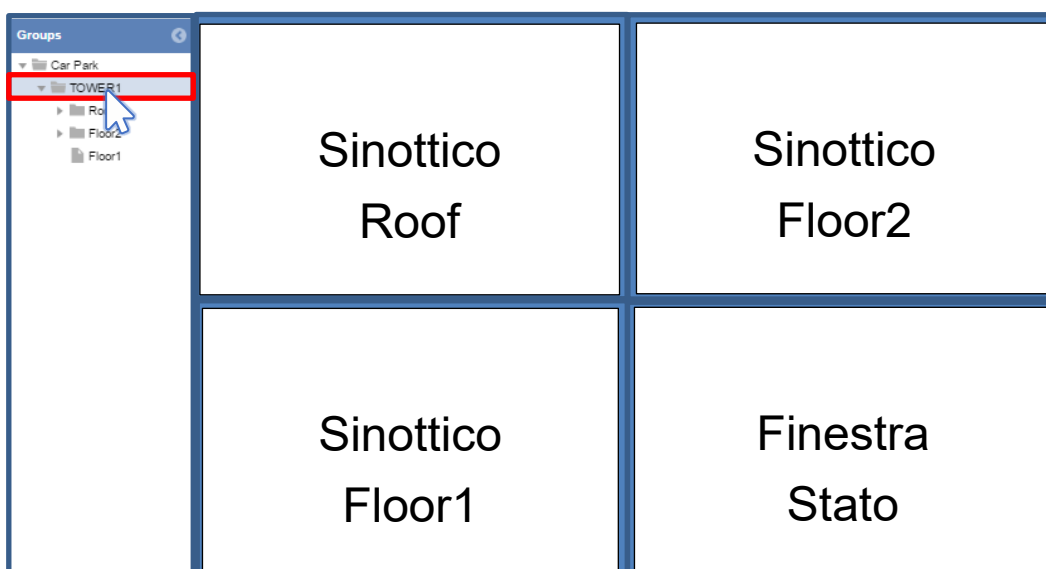 Groups
Car Park
TOWER1
Floor2
Floor1
Sinottico
Roof
Sinottico
Floor2
Sinottico
Floor1
Finestra
Stato